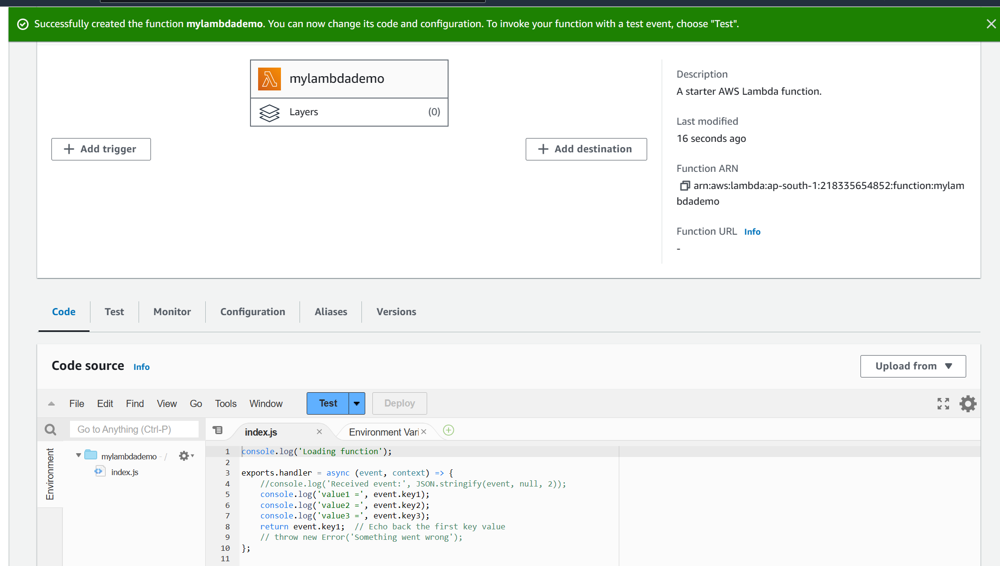 Successfully created the function mylambdademo. You can now change its code and configuration. To invoke your function with a test event, choose "Test".
mylambdademo
Layers (0)
Add trigger
Add destination
Description
A starter AWS Lambda function.
Last modified
16 seconds ago
Function ARN
arn:aws:lambda:ap-south-1:218335654852:function:mylam
bdademo
Function URL Info
-
Code Test Monitor Configuration Aliases Versions
Code source Info
Upload from
File Edit Find View Go Tools Window Test Deploy
Go to Anything (Ctrl-P)
index.js Environment Vari
Environment
mylambdademo - /
index.js
1 console.log('Loading function');
2
3 exports.handler = async (event, context) => {
4 //console.log('Received event:', JSON.stringify(event, null, 2));
5 console.log('value1 =', event.key1);
6 console.log('value2 =', event.key2);
7 console.log('value3 =', event.key3);
8 return event.key1; // Echo back the first key value
9 // throw new Error('Something went wrong');
10 };
11